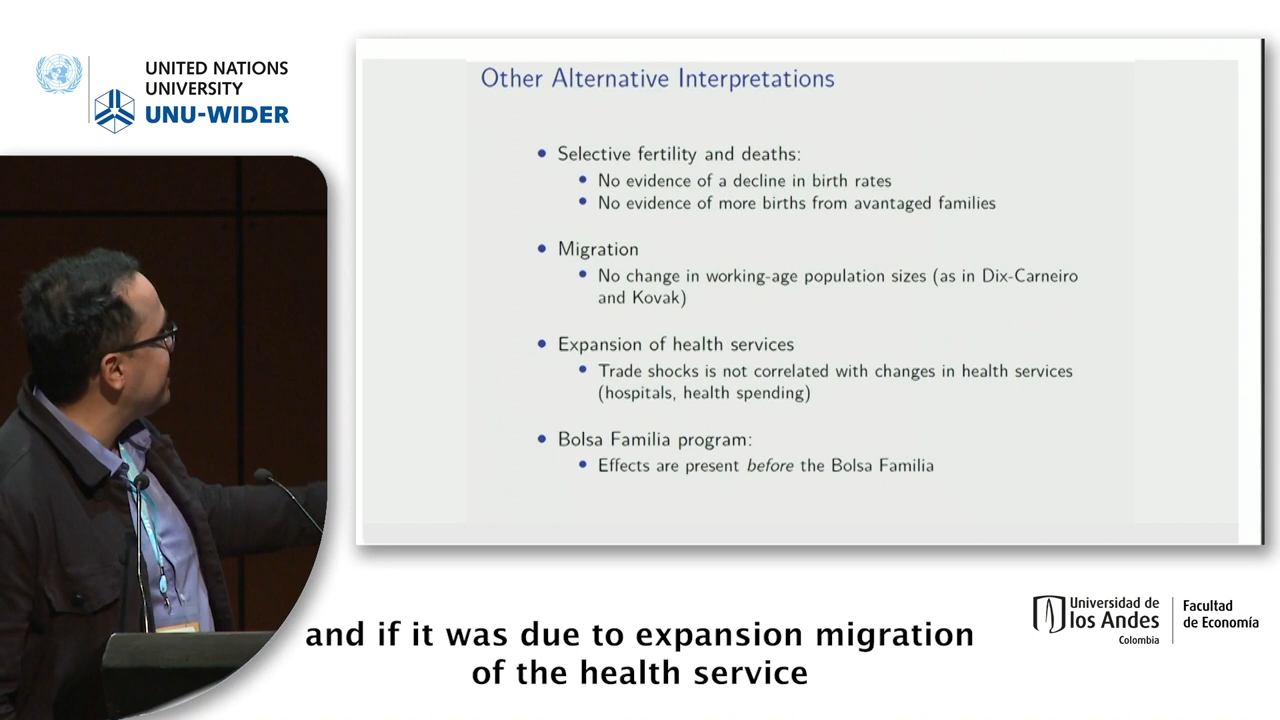 UNITED NATIONS
UNIVERSITY
UNU-WIDER
Other Alternative Interpretations
Selective fertility and deaths:
No evidence of a decline in birth rates
No evidence of more births from avantaged families
Migration
No change in working-age population sizes (as in Dix-Carneiro
and Kovak)
Expansion of health services
Trade shocks is not correlated with changes in health services
(hospitals, health spending)
Bolsa Familia program:
Effects are present before the Bolsa Familia
Universidad de
los Andes
Colombia
Facultad
de Economía
and if it was due to expansion migration
of the health service